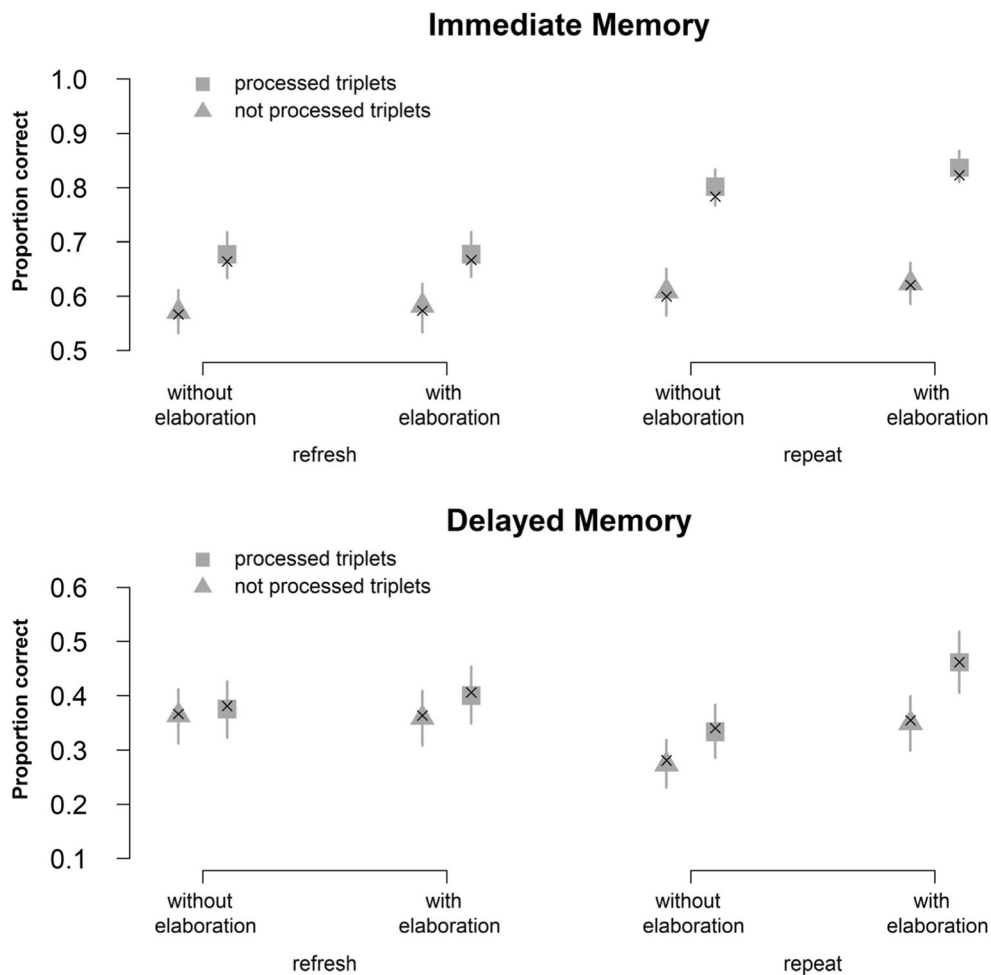 Immediate Memory
Proportion correct
1.0
0.9
0.8
0.7
0.6
0.5
processed triplets
not processed triplets
without
elaboration
with
elaboration
without
elaboration
with
elaboration
refresh
repeat
Delayed Memory
Proportion correct
0.6
0.5
0.4
0.3
0.2
0.1
processed triplets
not processed triplets
without
elaboration
with
elaboration
without
elaboration
with
elaboration
refresh
repeat